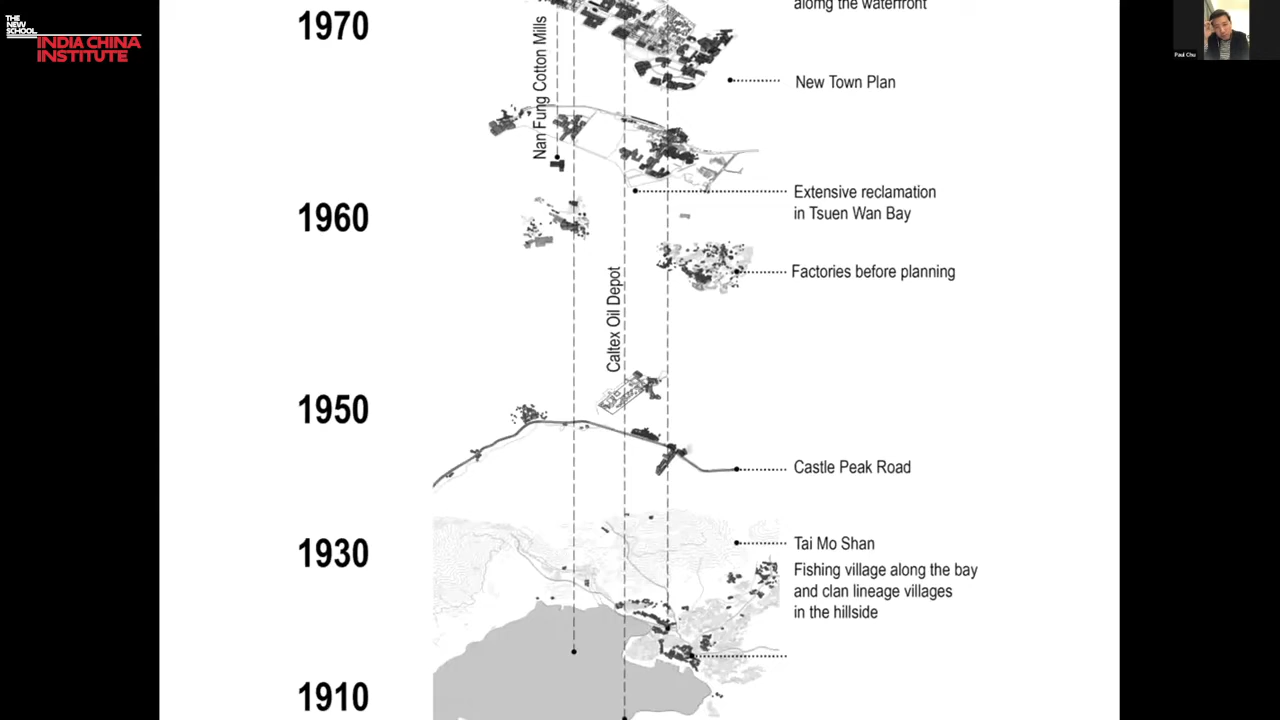 THE
NEW
SCHOOL
INDIA CHINA
INSTITUTE
Paul Chu
along the waterfront
1970
New Town Plan
Nan Fung Cotton Mills
Extensive reclamation
in Tsuen Wan Bay
1960
Factories before planning
Caltex Oil Depot
1950
Castle Peak Road
1930
Tai Mo Shan
Fishing village along the bay
and clan lineage villages
in the hillside
1910